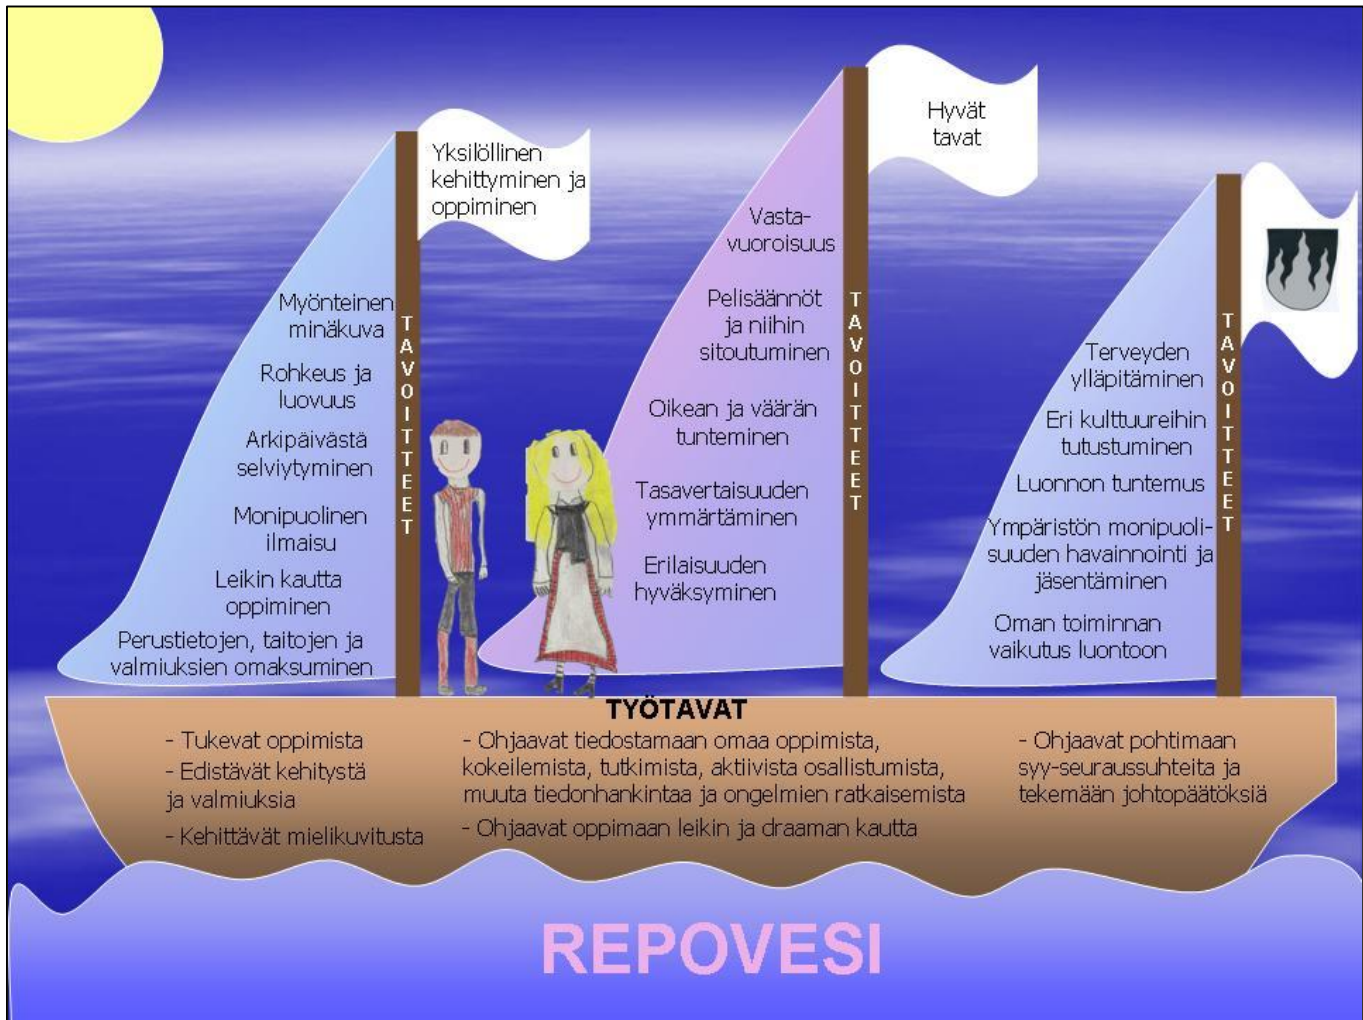 Yksilöllinen
kehittyminen ja
oppiminen
Myönteinen
minäkuva
Rohkeus ja
luovuus
Arkipäivästä
selviytyminen
Monipuolinen
ilmaisu
Leikin kautta
oppiminen
Perustietojen, taitojen ja
valmiuksien omaksuminen
TAVOITTEET
Hyvät
tavat
Vasta-
vuoroisuus
Pelisäännöt
ja niihin
sitoutuminen
Oikean ja väärän
tunteminen
Tasavertaisuuden
ymmärtäminen
Erilaisuuden
hyväksyminen
TAVOITTEET
Terveyden
ylläpitäminen
Eri kulttuureihin
tutustuminen
Luonnon tuntemus
Ympäristön monipuoli-
suuden havainnointi ja
jäsentäminen
Oman toiminnan
vaikutus luontoon
TAVOITTEET
TYÖTAVAT
- Tukevat oppimista
- Edistävät kehitystä
ja valmiuksia
- Kehittävät mielikuvitusta
- Ohjaavat tiedostamaan omaa oppimista,
kokeilemista, tutkimista, aktiivista osallistumista,
muuta tiedonhankintaa ja ongelmien ratkaisemista
- Ohjaavat oppimaan leikin ja draaman kautta
- Ohjaavat pohtimaan
syy-seuraussuhteita ja
tekemään johtopäätöksiä
REPOVESI